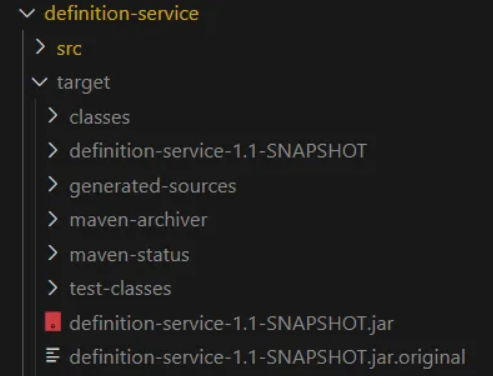 definition-service
src
target
classes
definition-service-1.1-SNAPSHOT
generated-sources
maven-archiver
maven-status
test-classes
definition-service-1.1-SNAPSHOT.jar
definition-service-1.1-SNAPSHOT.jar.original